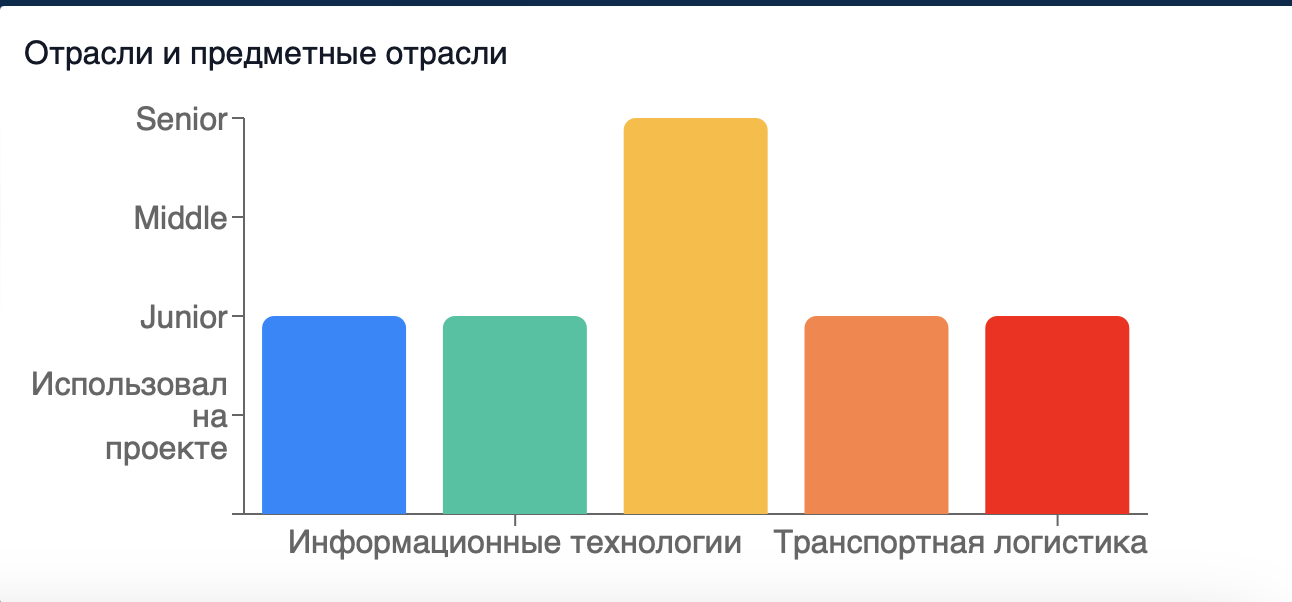 Отрасли и предметные отрасли
Senior
Middle
Junior
Использовал
на
проекте
Информационные технологии
Транспортная логистика